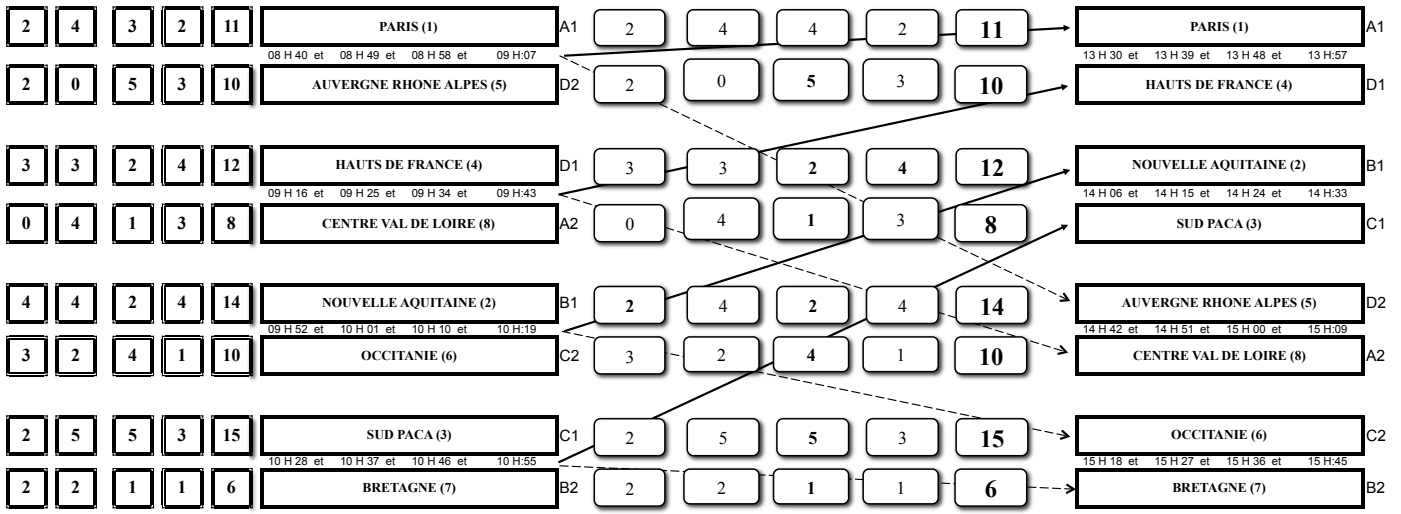 2 4 3 2 11 PARIS (1) A1 2 4 4 2 11 PARIS (1) A1
08 H 40 et 08 H 49 et 08 H 58 et 09 H:07 13 H 30 et 13 H 39 et 13 H 48 et 13 H:57
2 0 5 3 10 AUVERGNE RHONE ALPES (5) D2 2 0 5 3 10 HAUTS DE FRANCE (4) D1
3 3 2 4 12 HAUTS DE FRANCE (4) D1 3 3 2 4 12 NOUVELLE AQUITAINE (2) B1
09 H 16 et 09 H 25 et 09 H 34 et 09 H:43 14 H 06 et 14 H 15 et 14 H 24 et 14 H:33
0 4 1 3 8 CENTRE VAL DE LOIRE (8) A2 0 4 1 3 8 SUD PACA (3) C1
4 4 2 4 14 NOUVELLE AQUITAINE (2) B1 2 4 2 4 14 AUVERGNE RHONE ALPES (5) D2
09 H 52 et 10 H 01 et 10 H 10 et 10 H:19 14 H 42 et 14 H 51 et 15 H 00 et 15 H:09
3 2 4 1 10 OCCITANIE (6) C2 3 2 4 1 10 CENTRE VAL DE LOIRE (8) A2
2 5 5 3 15 SUD PACA (3) C1 2 5 5 3 15 OCCITANIE (6) C2
10 H 28 et 10 H 37 et 10 H 46 et 10 H:55 15 H 18 et 15 H 27 et 15 H 36 et 15 H:45
2 2 1 1 6 BRETAGNE (7) B2 2 2 1 1 6 BRETAGNE (7) B2